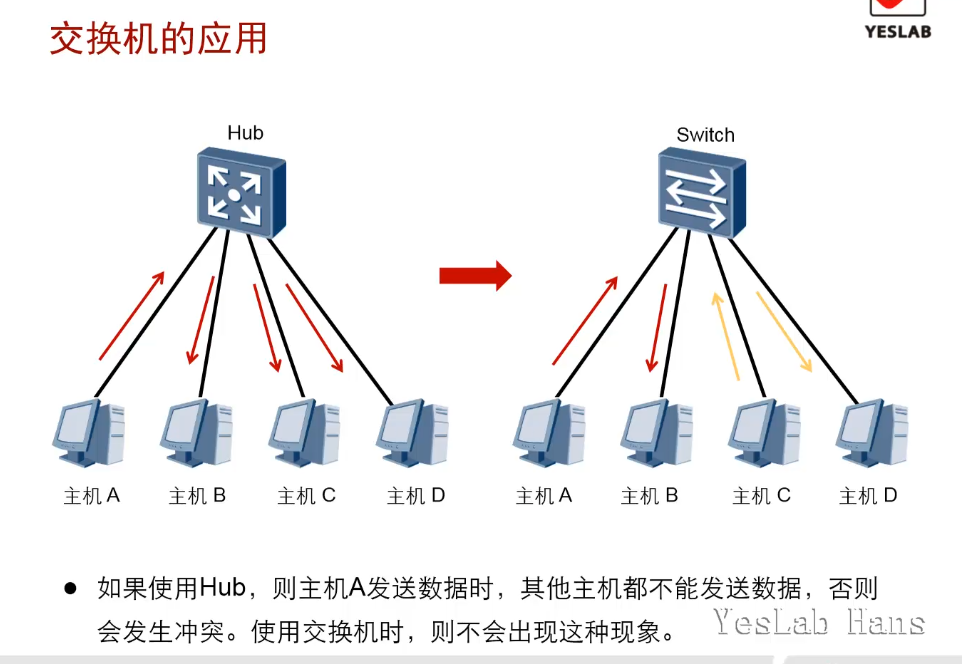 交换机的应用
YESLAB
Hub
Switch
主机 A
主机 B
主机 C
主机 D
主机 A
主机 B
主机 C
主机 D
● 如果使用Hub，则主机A发送数据时，其他主机都不能发送数据，否则
会发生冲突。使用交换机时，则不会出现这种现象。
YesLab Hans